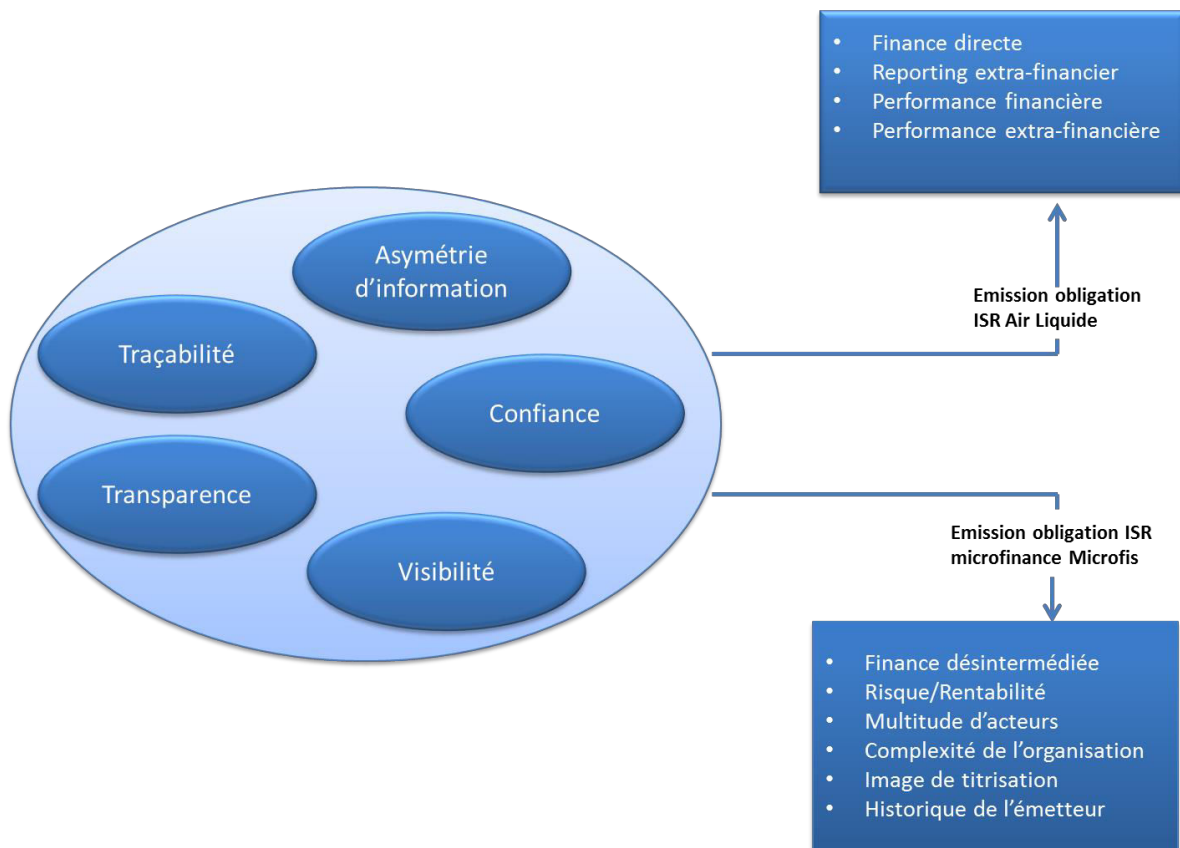 • Finance directe
• Reporting extra-financier
• Performance financière
• Performance extra-financière
Asymétrie
d’information
Traçabilité
Confiance
Transparence
Visibilité
Emission obligation
ISR Air Liquide
Emission obligation ISR
microfinance Microfis
• Finance désintermédiée
• Risque/Rentabilité
• Multitude d’acteurs
• Complexité de l’organisation
• Image de titrisation
• Historique de l’émetteur